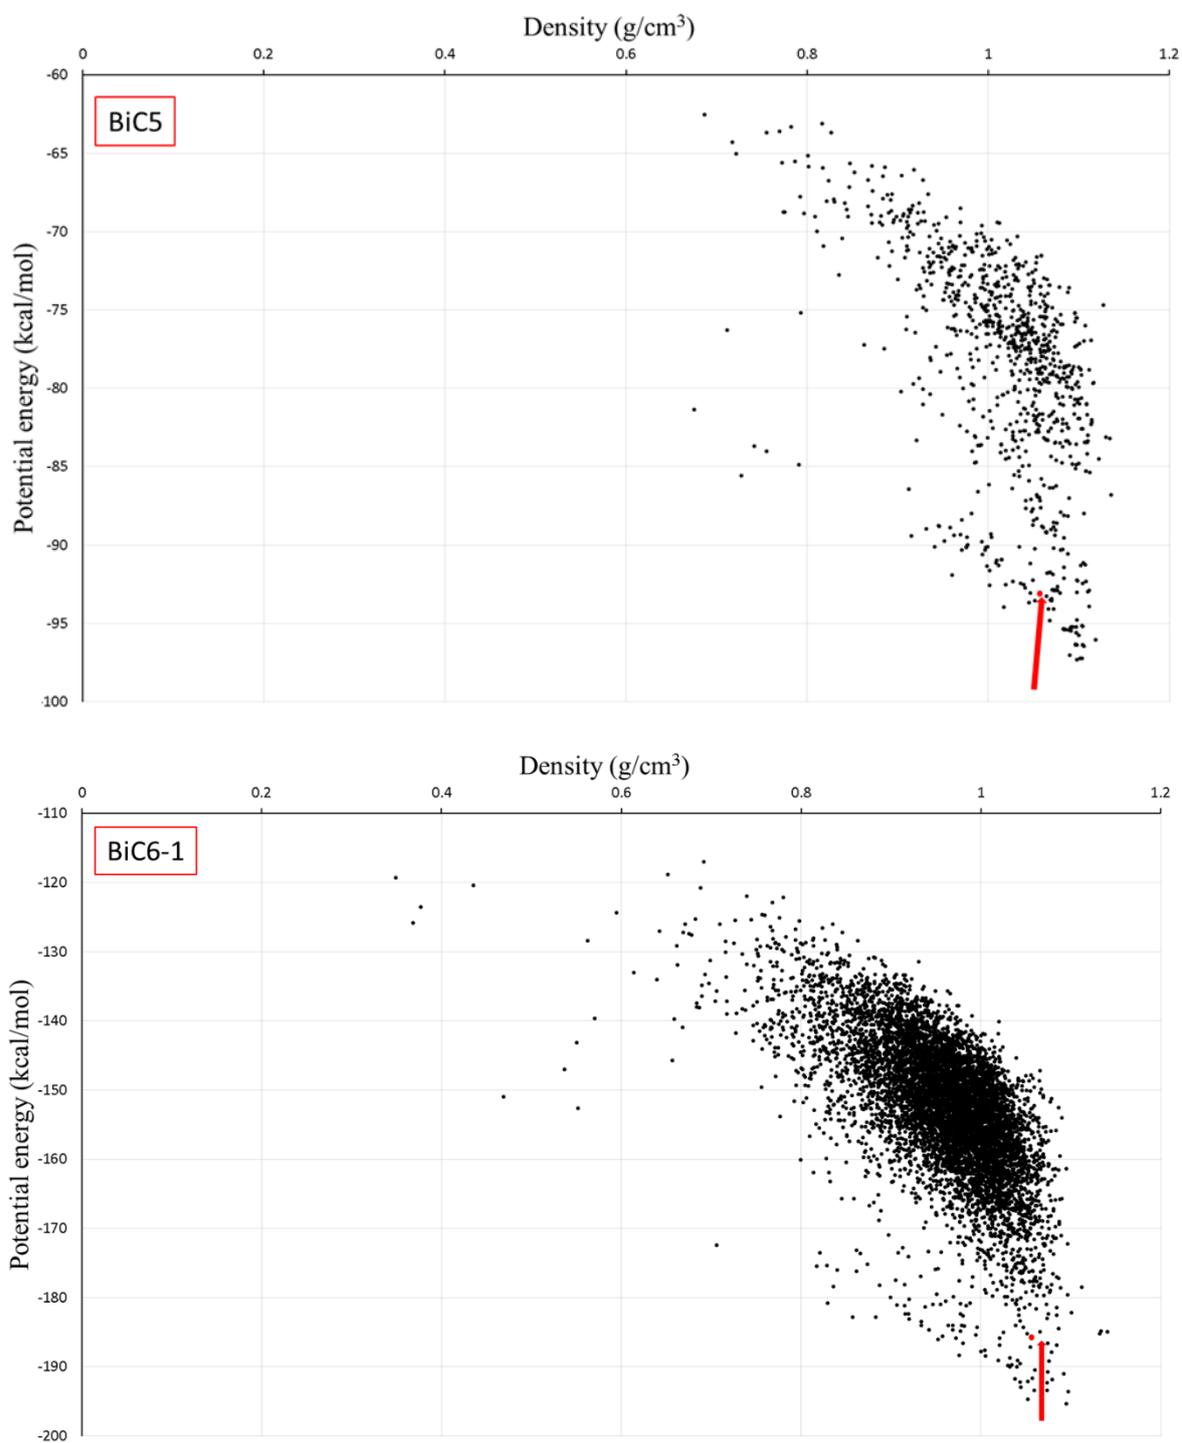 Density (g/cm³)
0 0.2 0.4 0.6 0.8 1 1.2
-60
BiC5
-65
-70
-75
-80
-85
-90
-95
100
Potential energy (kcal/mol)
Density (g/cm³)
0 0.2 0.4 0.6 0.8 1 1.2
-110
BiC6-1
-120
-130
-140
-150
-160
-170
-180
-190
-200
Potential energy (kcal/mol)